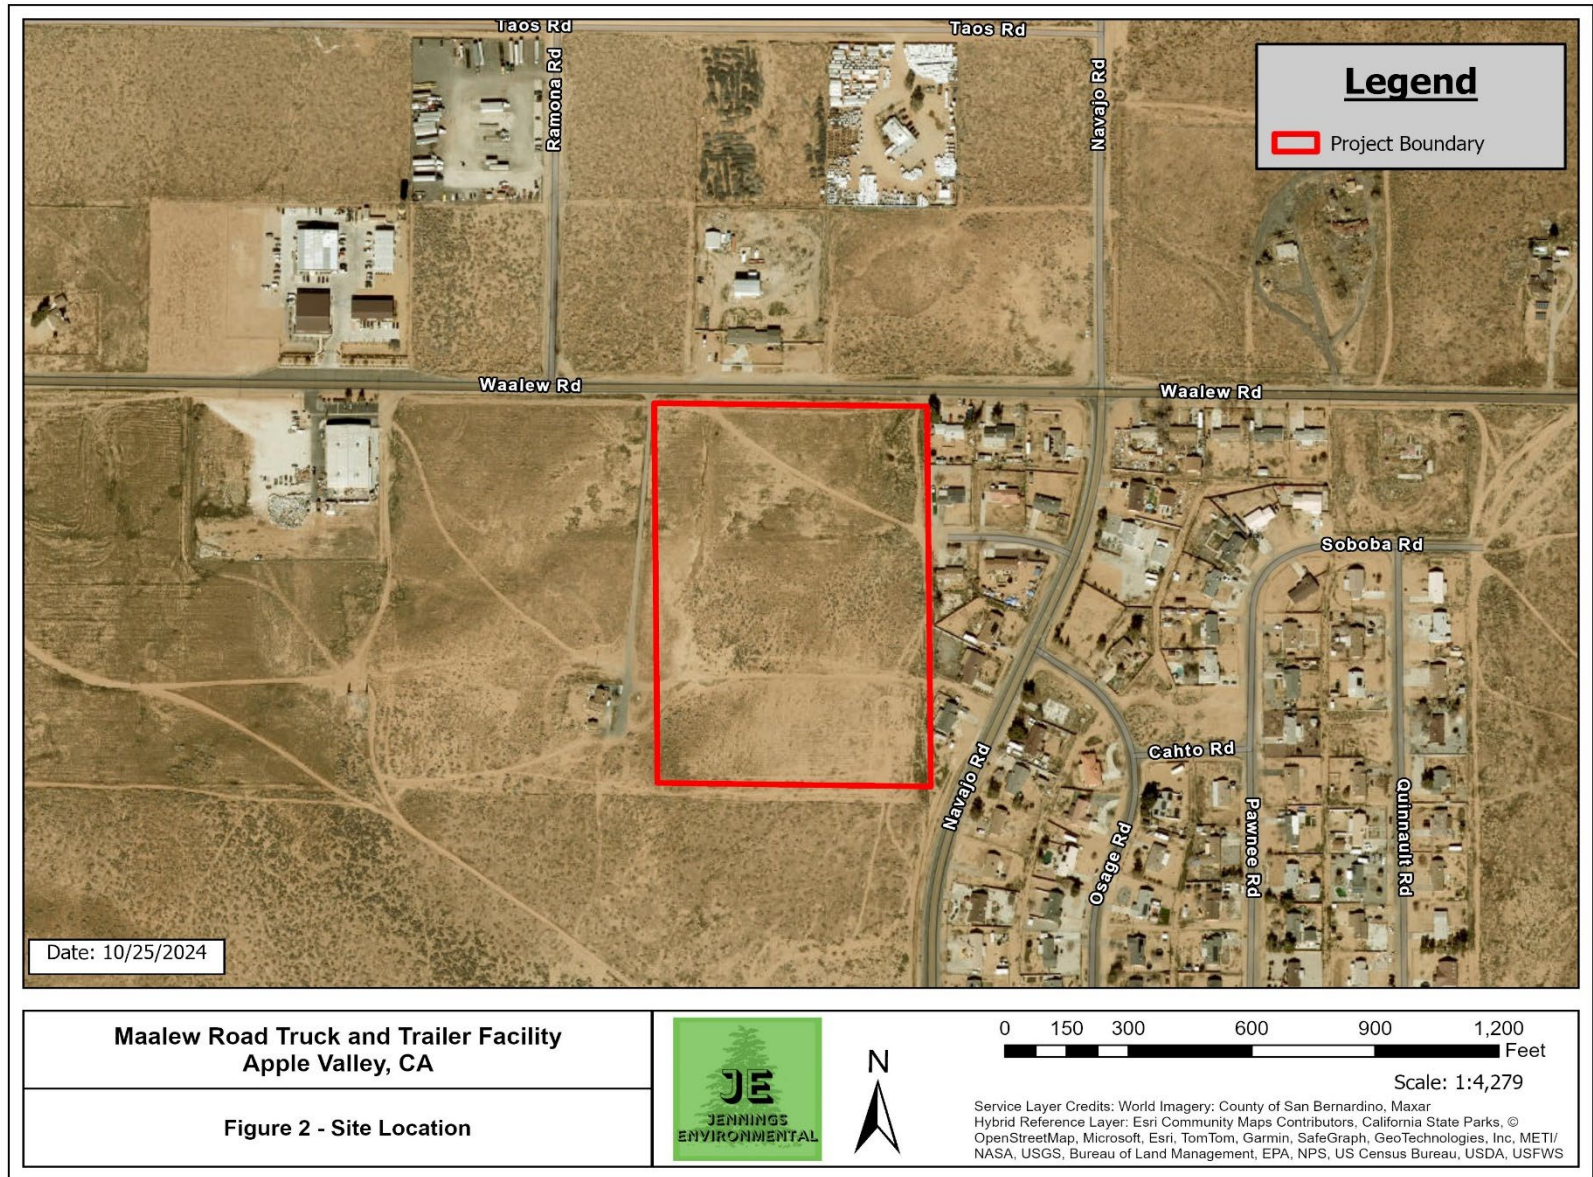 Taos Rd
Taos Rd
Ramona Rd
Navajo Rd
Legend
Project Boundary
Waalew Rd
Waalew Rd
Soboba Rd
Cahto Rd
Navajo Rd
Osage Rd
Pawnee Rd
Quinnault Rd
Date: 10/25/2024
Maalew Road Truck and Trailer Facility
Apple Valley, CA
Figure 2 - Site Location
JE
JENNINGS
ENVIRONMENTAL
N
0 150 300 600 900 1,200
Feet
Scale: 1:4,279
Service Layer Credits: World Imagery: County of San Bernardino, Maxar
Hybrid Reference Layer: Esri Community Maps Contributors, California State Parks, ©
OpenStreetMap, Microsoft, Esri, TomTom, Garmin, SafeGraph, GeoTechnologies, Inc, METI/
NASA, USGS, Bureau of Land Management, EPA, NPS, US Census Bureau, USDA, USFWS